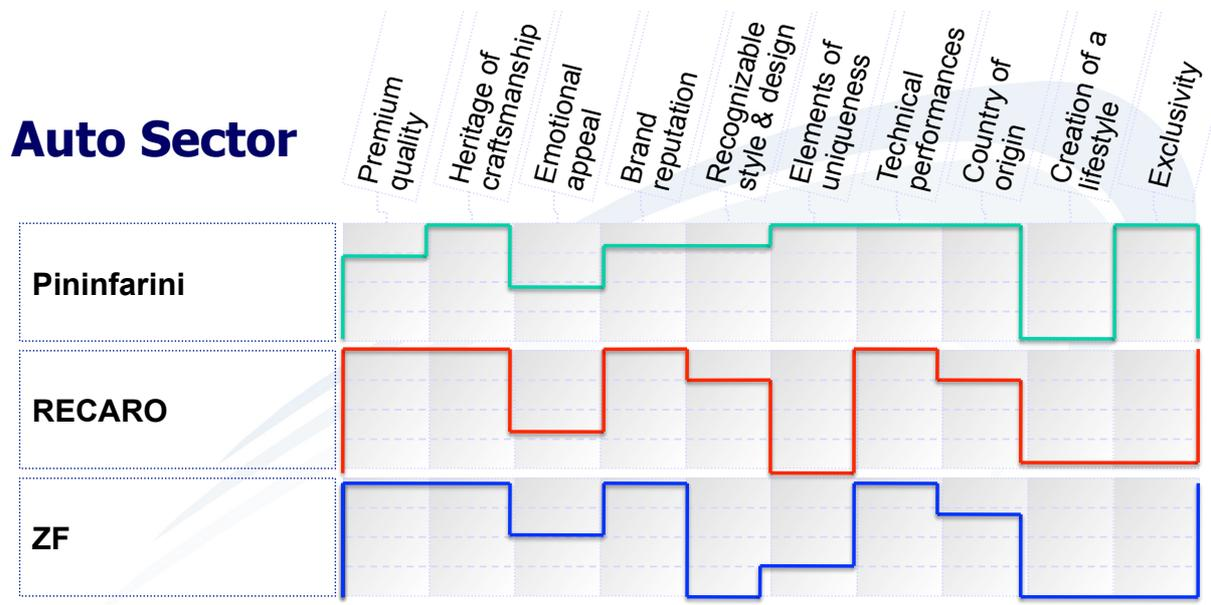 Auto Sector
Premium
quality
Heritage of
craftsmanship
Emotional
appeal
Brand
reputation
Recognizable
style & design
Elements of
uniqueness
Technical
performances
Country of
origin
Creation of a
lifestyle
Exclusivity
Pininfarini
RECARO
ZF